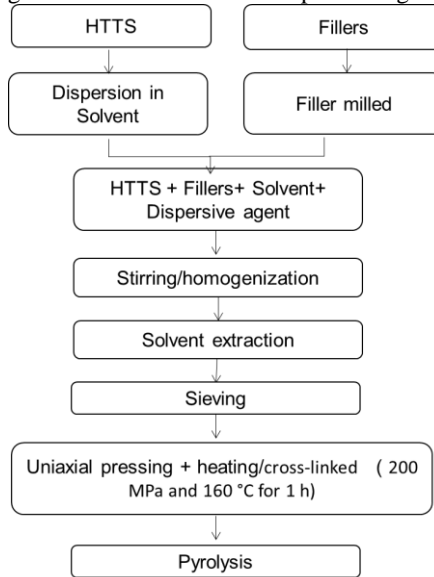 HTTS
Fillers
Dispersion in
Solvent
Filler milled
HTTS + Fillers+ Solvent+
Dispersive agent
Stirring/homogenization
Solvent extraction
Sieving
Uniaxial pressing + heating/cross-linked ( 200
MPa and 160 °C for 1 h)
Pyrolysis